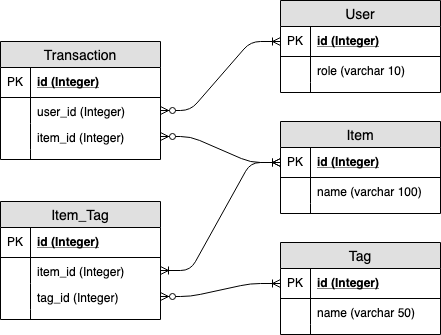 Transaction
PK id (Integer)
user_id (Integer)
item_id (Integer)
Item_Tag
PK id (Integer)
item_id (Integer)
tag_id (Integer)
User
PK id (Integer)
role (varchar 10)
Item
PK id (Integer)
name (varchar 100)
Tag
PK id (Integer)
name (varchar 50)